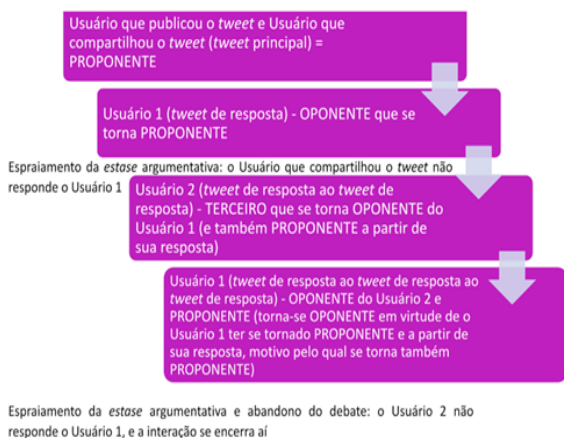 Usuário que publicou o tweet e Usuário que
compartilhou o tweet (tweet principal) =
PROPONENTE
Usuário 1 (tweet de resposta) - OPONENTE que se
torna PROPONENTE
Espraiamento da estase argumentativa: o Usuário que compartilhou o tweet não
responde o Usuário 1
Usuário 2 (tweet de resposta ao tweet de
resposta) - TERCEIRO que se torna OPONENTE do
Usuário 1 (e também PROPONENTE a partir de
sua resposta)
Usuário 1 (tweet de resposta ao tweet de resposta ao
tweet de resposta) - OPONENTE do Usuário 2 e
PROPONENTE (torna-se OPONENTE em virtude de o
Usuário 1 ter se tornado PROPONENTE e a partir de
sua resposta, motivo pelo qual se torna também
PROPONENTE)
Espraiamento da estase argumentativa e abandono do debate: o Usuário 2 não
responde o Usuário 1, e a interação se encerra aí